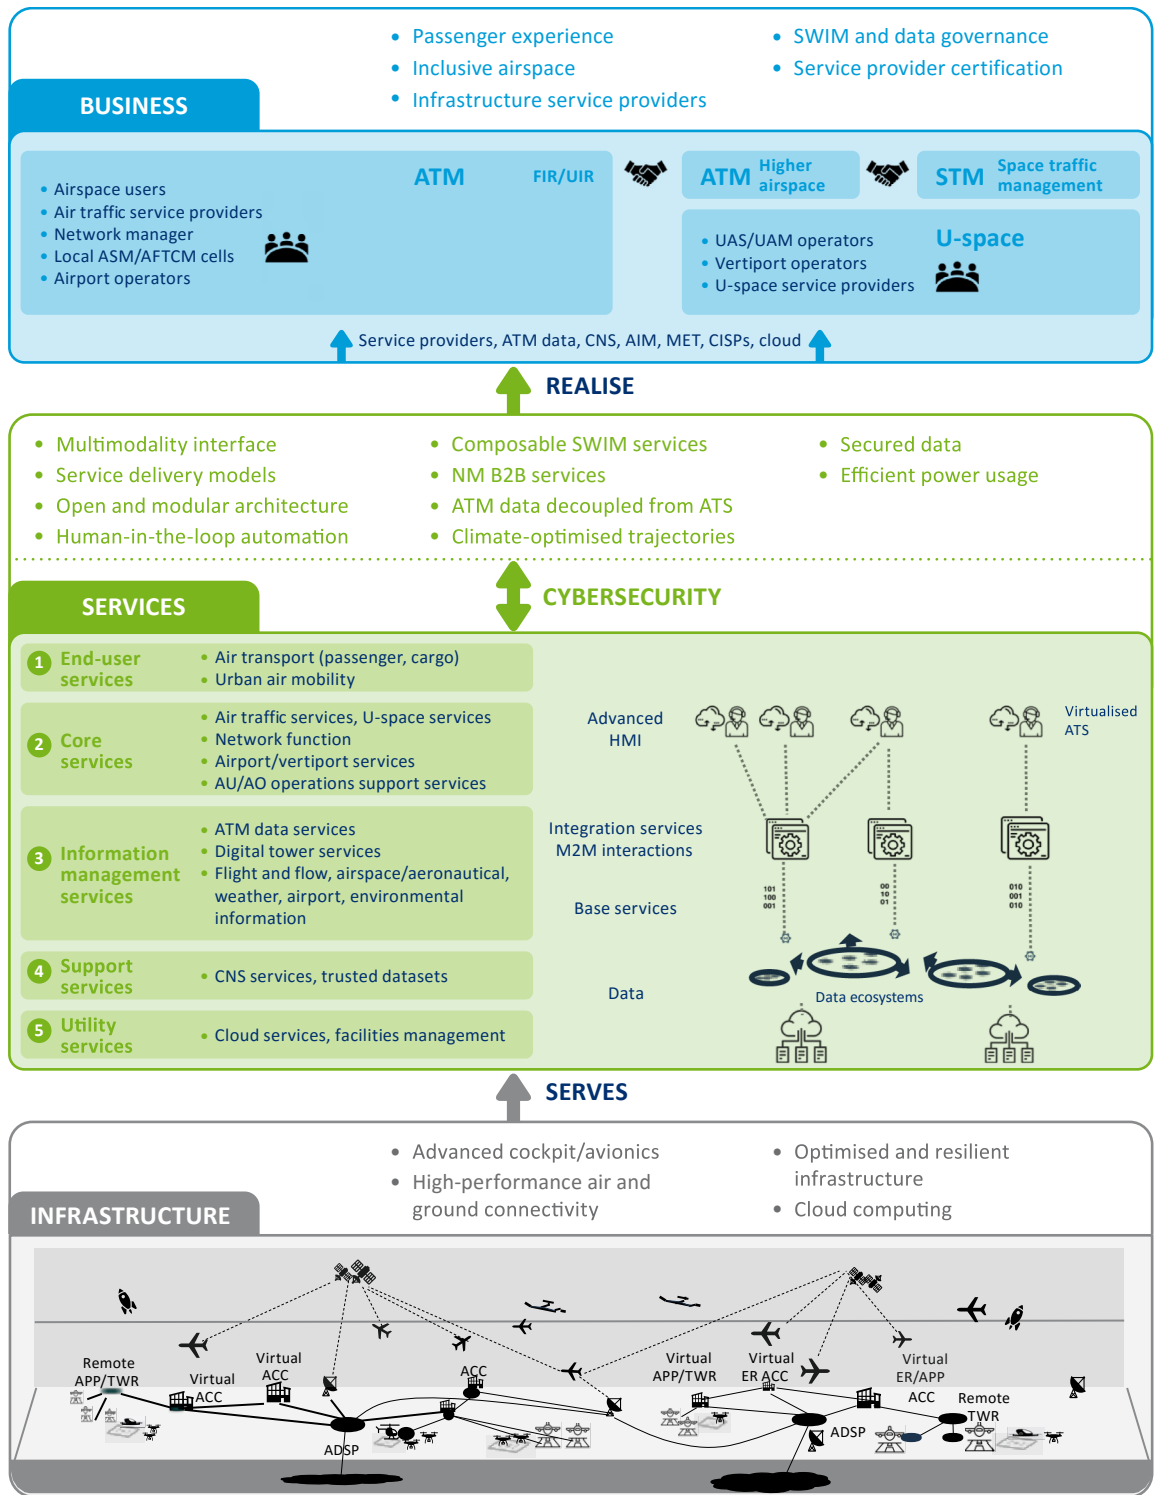 • Passenger experience
• Inclusive airspace
• Infrastructure service providers
• SWIM and data governance
• Service provider certification
BUSINESS
• Airspace users
• Air traffic service providers
• Network manager
• Local ASM/AFTCM cells
• Airport operators
ATM
FIR/UIR
ATM
Higher
airspace
STM
Space traffic
management
• UAS/UAM operators
• Vertiport operators
• U-space service providers
U-space
Service providers, ATM data, CNS, AIM, MET, CISPs, cloud
REALISE
• Multimodality interface
• Service delivery models
• Open and modular architecture
• Human-in-the-loop automation
• Composable SWIM services
• NM B2B services
• ATM data decoupled from ATS
• Climate-optimised trajectories
• Secured data
• Efficient power usage
CYBERSECURITY
SERVICES
1 End-user
services
• Air transport (passenger, cargo)
• Urban air mobility
2 Core
services
• Air traffic services, U-space services
• Network function
• Airport/vertiport services
• AU/AO operations support services
3 Information
management
services
• ATM data services
• Digital tower services
• Flight and flow, airspace/aeronautical,
weather, airport, environmental
information
4 Support
services
• CNS services, trusted datasets
5 Utility
services
• Cloud services, facilities management
Advanced
HMI
Virtualised
ATS
Integration services
M2M interactions
Base services
101
100
001
00
10
01
010
001
010
Data
Data ecosystems
SERVES
• Advanced cockpit/avionics
• High-performance air and
ground connectivity
• Optimised and resilient
infrastructure
• Cloud computing
INFRASTRUCTURE
Remote
APP/TWR
Virtual
ACC
Virtual
ACC
ACC
ADSP
Virtual
APP/TWR
Virtual
ER ACC
Virtual
ER/APP
ACC
Remote
TWR
ADSP